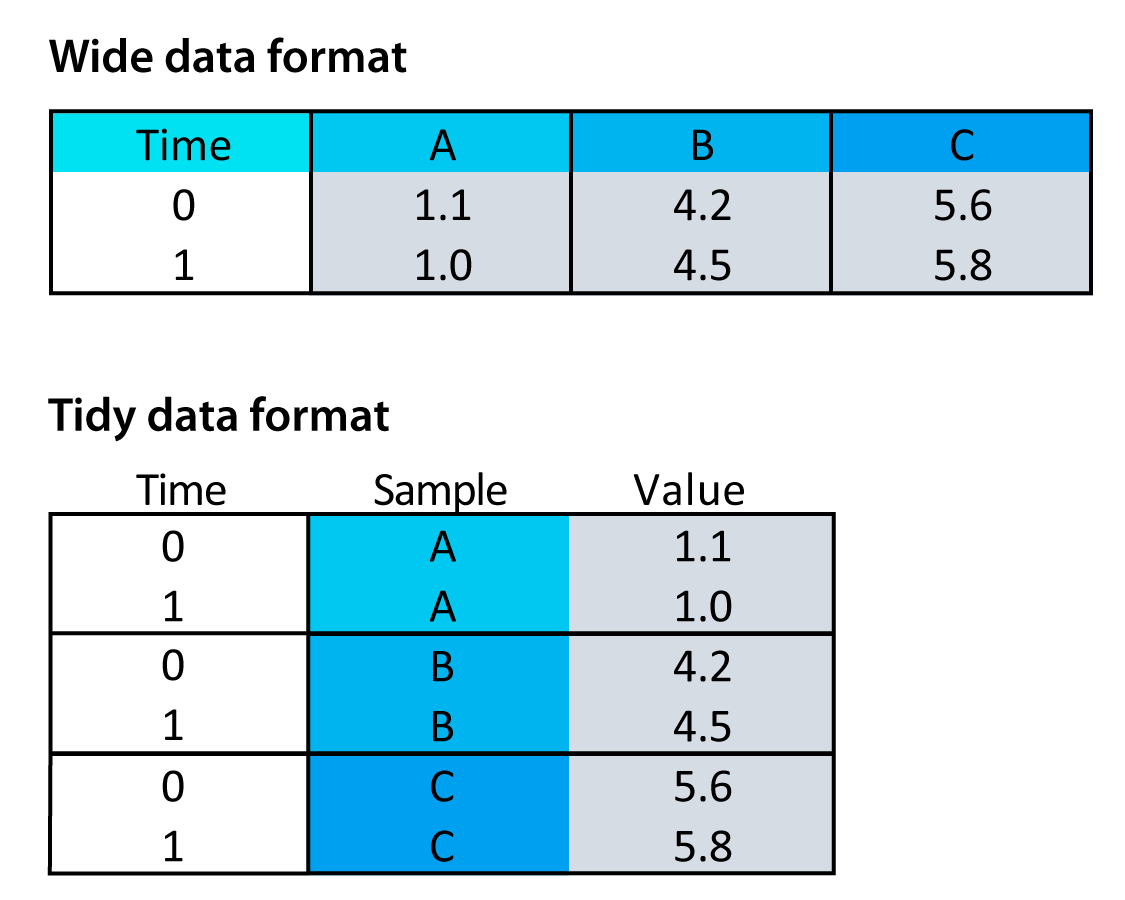 Wide data format
Time A B C
0 1.1 4.2 5.6
1 1.0 4.5 5.8
Tidy data format
Time Sample Value
0 A 1.1
1 A 1.0
0 B 4.2
1 B 4.5
0 C 5.6
1 C 5.8